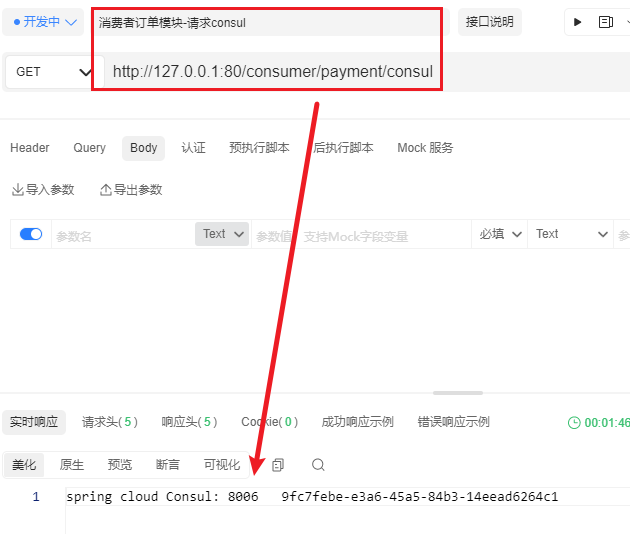 开发中 消费者订单模块-请求consul 接口说明
GET http://127.0.0.1:80/consumer/payment/consul
Header Query Body 认证 预执行脚本 后执行脚本 Mock 服务
导入参数 导出参数
参数名 Text 参数值 支持Mock字段变量 必填 Text 参
实时响应 请求头(5) 响应头(5) Cookie(0) 成功响应示例 错误响应示例 00:01:46
美化 原生 预览 断言 可视化
1 spring cloud Consul: 8006 9fc7febe-e3a6-45a5-84b3-14eead6264c1